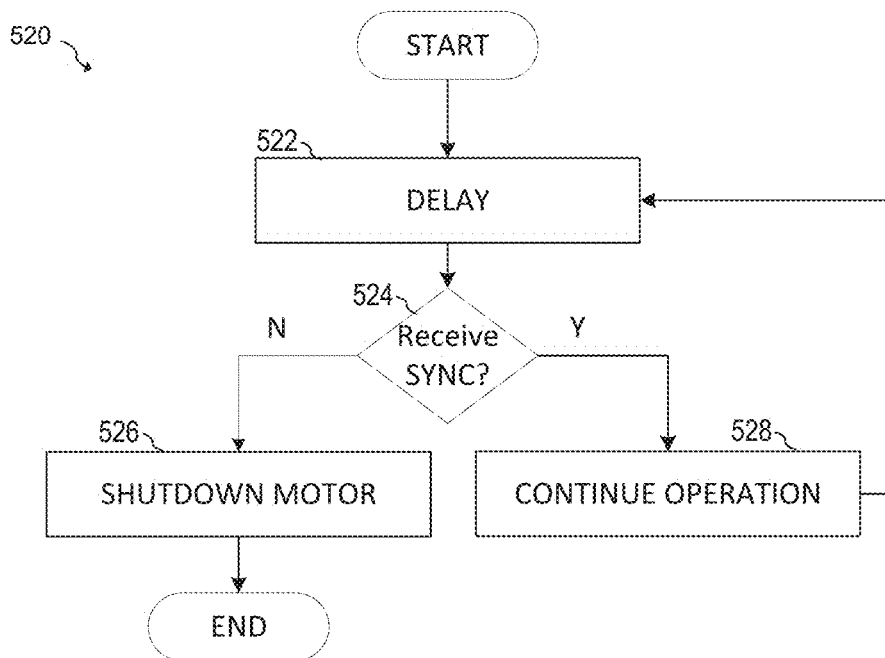 520
START
522
DELAY
524
Receive
SYNC?
N
Y
526
SHUTDOWN MOTOR
528
CONTINUE OPERATION
END